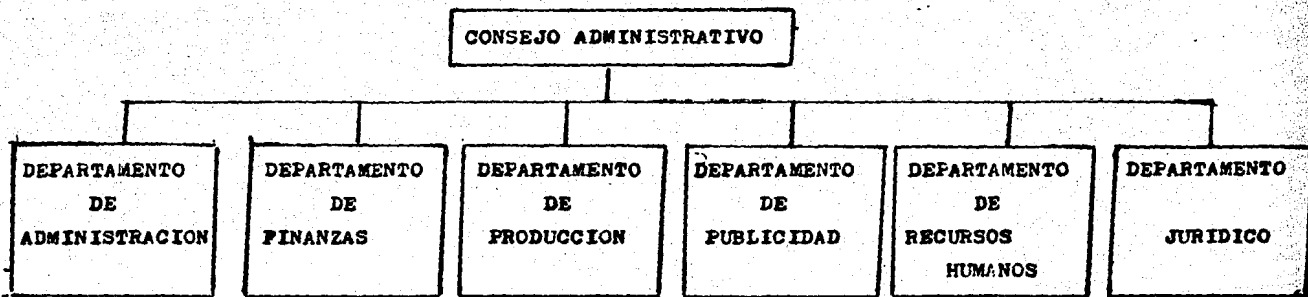 CONSEJO ADMINISTRATIVO
DEPARTAMENTO
DE
ADMINISTRACION
DEPARTAMENTO
DE
FINANZAS
DEPARTAMENTO
DE
PRODUCCION
DEPARTAMENTO
DE
PUBLICIDAD
DEPARTAMENTO
DE
RECURSOS
HUMANOS
DEPARTAMENTO
JURIDICO